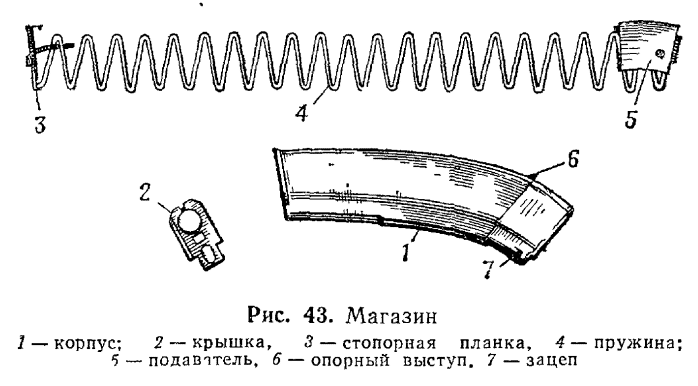 3
4
5
2
6
1
7
Рис. 43. Магазин
1 — корпус; 2 — крышка, 3 — стопорная планка, 4 — пружина;
5 — подаватель, 6 — опорный выступ. 7 — зацеп